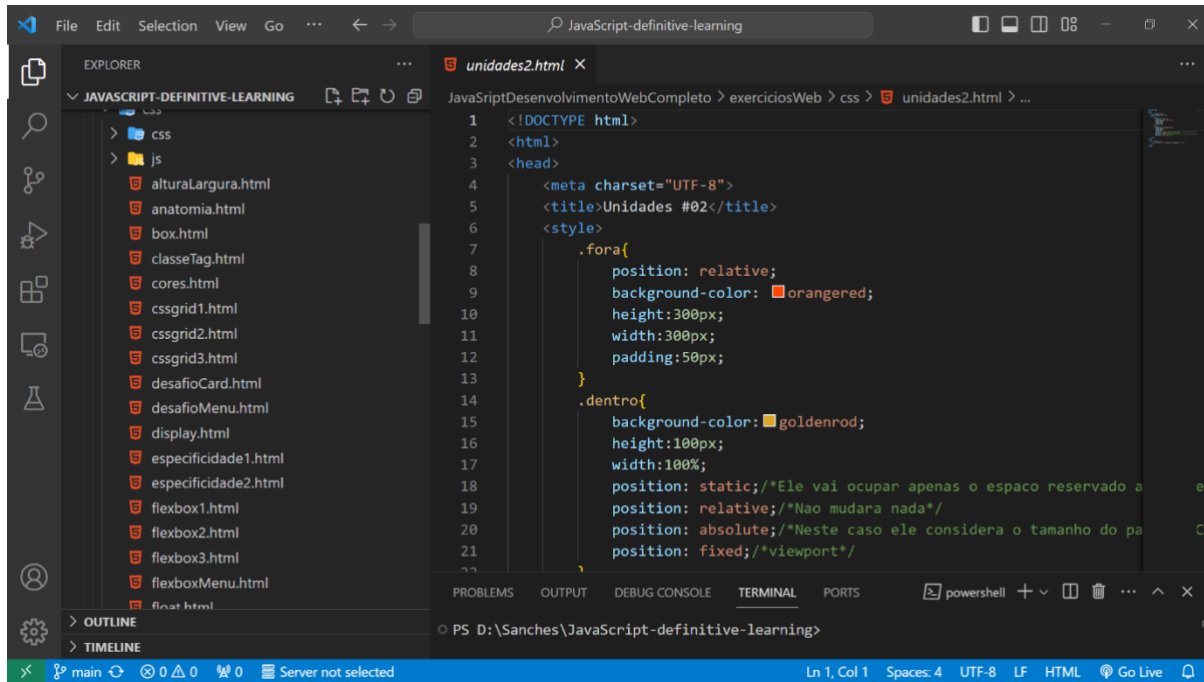 File Edit Selection View Go ··· JavaScript-definitive-learning
EXPLORER ···
JAVASCRIPT-DEFINITIVE-LEARNING
css
css
js
alturaLargura.html
anatomia.html
box.html
classeTag.html
cores.html
cssgrid1.html
cssgrid2.html
cssgrid3.html
desafioCard.html
desafioMenu.html
display.html
especificidade1.html
especificidade2.html
flexbox1.html
flexbox2.html
flexbox3.html
flexboxMenu.html
float.html
OUTLINE
TIMELINE
unidades2.html
JavaSriptDesenvolvimentoWebCompleto > exerciciosWeb > css > unidades2.html > ...
1 <!DOCTYPE html>
2 <html>
3 <head>
4 <meta charset="UTF-8">
5 <title>Unidades #02</title>
6 <style>
7 .fora{
8 position: relative;
9 background-color: orangered;
10 height:300px;
11 width:300px;
12 padding:50px;
13 }
14 .dentro{
15 background-color: goldenrod;
16 height:100px;
17 width:100%;
18 position: static;/*Ele vai ocupar apenas o espaco reservado a e
19 position: relative;/*Nao mudara nada*/
20 position: absolute;/*Neste caso ele considera o tamanho do pa C
21 position: fixed;/*viewport*/
22 }
PROBLEMS OUTPUT DEBUG CONSOLE TERMINAL PORTS powershell
PS D:\Sanches\JavaScript-definitive-learning>
main 0 0 0 Server not selected Ln 1, Col 1 Spaces: 4 UTF-8 LF HTML Go Live